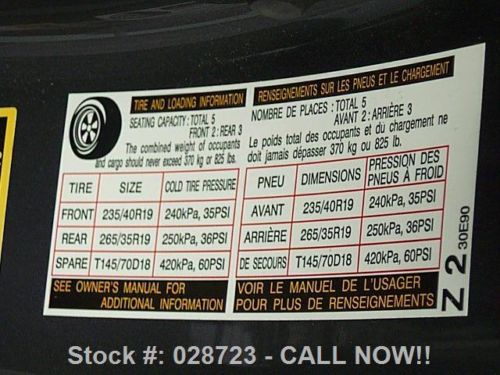 TIRE AND LOADING INFORMATION
SEATING CAPACITY: TOTAL 5
FRONT 2 : REAR 3
The combined weight of occupants
and cargo should never exceed 370 kg or 825 lbs.
TIRE SIZE COLD TIRE PRESSURE
FRONT 235/40R19 240kPa, 35PSI
REAR 265/35R19 250kPa, 36PSI
SPARE T145/70D18 420kPa, 60PSI
SEE OWNER'S MANUAL FOR
ADDITIONAL INFORMATION
RENSEIGNEMENTS SUR LES PNEUS ET LE CHARGEMENT
NOMBRE DE PLACES : TOTAL 5
AVANT 2 : ARRIÈRE 3
Le poids total des occupants et du chargement ne
doit jamais dépasser 370 kg ou 825 lb.
PNEU DIMENSIONS PRESSION DES
PNEUS À FROID
AVANT 235/40R19 240kPa, 35PSI
ARRIÈRE 265/35R19 250kPa, 36PSI
DE SECOURS T145/70D18 420kPa, 60PSI
VOIR LE MANUEL DE L'USAGER
POUR PLUS DE RENSEIGNEMENTS
Z 2 30E90
Stock #: 028723 - CALL NOW!!